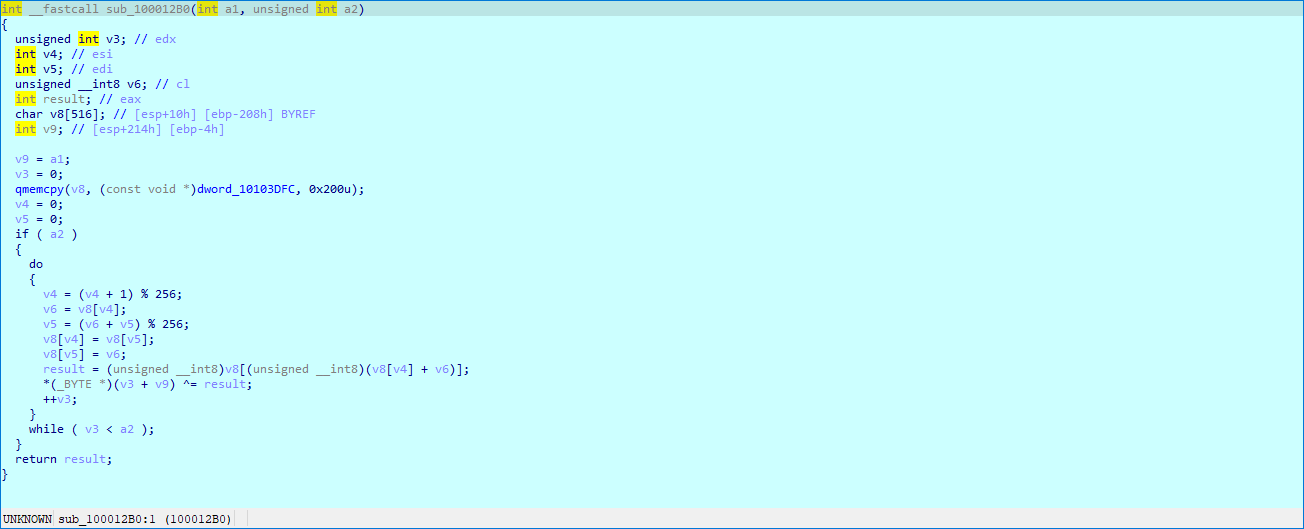 int __fastcall sub_100012B0(int a1, unsigned int a2)
{
  unsigned int v3; // edx
  int v4; // esi
  int v5; // edi
  unsigned __int8 v6; // cl
  int result; // eax
  char v8[516]; // [esp+10h] [ebp-208h] BYREF
  int v9; // [esp+214h] [ebp-4h]

  v9 = a1;
  v3 = 0;
  qmemcpy(v8, (const void *)dword_10103DFC, 0x200u);
  v4 = 0;
  v5 = 0;
  if ( a2 )
  {
    do
    {
      v4 = (v4 + 1) % 256;
      v6 = v8[v4];
      v5 = (v6 + v5) % 256;
      v8[v4] = v8[v5];
      v8[v5] = v6;
      result = (unsigned __int8)v8[(unsigned __int8)(v8[v4] + v6)];
      *(_BYTE *)(v3 + v9) ^= result;
      ++v3;
    }
    while ( v3 < a2 );
  }
  return result;
}
UNKNOWN sub_100012B0:1 (100012B0)